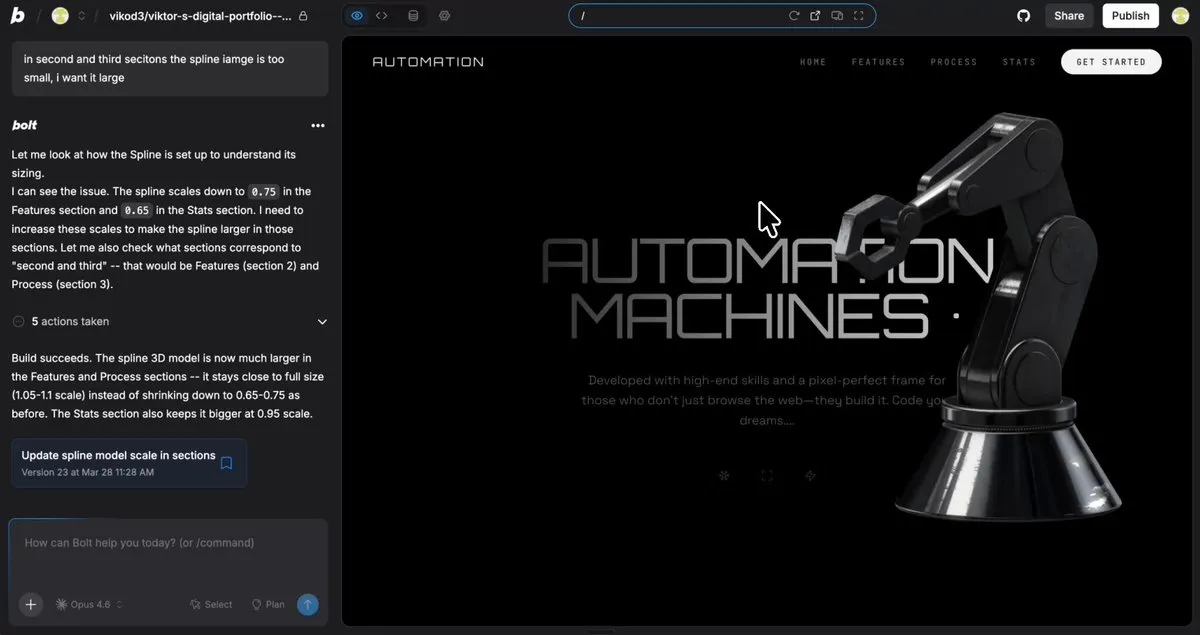 b
vikod3/viktor-s-digital-portfolio--...
/
Share
Publish
in second and third secitons the spline iamge is too
small, i want it large
bolt
Let me look at how the Spline is set up to understand its
sizing.
I can see the issue. The spline scales down to 0.75 in the
Features section and 0.65 in the Stats section. I need to
increase these scales to make the spline larger in those
sections. Let me also check what sections correspond to
"second and third" -- that would be Features (section 2) and
Process (section 3).
5 actions taken
Build succeeds. The spline 3D model is now much larger in
the Features and Process sections -- it stays close to full size
(1.05-1.1 scale) instead of shrinking down to 0.65-0.75 as
before. The Stats section also keeps it bigger at 0.95 scale.
Update spline model scale in sections
Version 23 at Mar 28 11:28 AM
How can Bolt help you today? (or /command)
Opus 4.6
Select
Plan
AUTOMATION
HOME
FEATURES
PROCESS
STATS
GET STARTED
AUTOMATION
MACHINES
Developed with high-end skills and a pixel-perfect frame for
those who don't just browse the web—they build it. Code you
dreams....